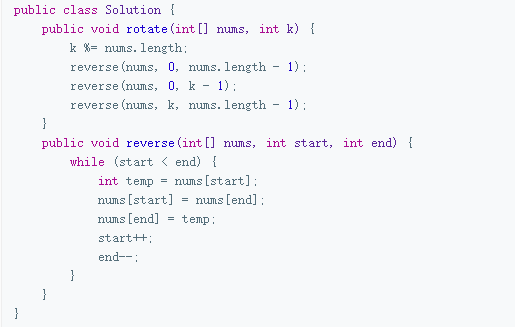 public class Solution {
    public void rotate(int[] nums, int k) {
        k %= nums.length;
        reverse(nums, 0, nums.length - 1);
        reverse(nums, 0, k - 1);
        reverse(nums, k, nums.length - 1);
    }
    public void reverse(int[] nums, int start, int end) {
        while (start < end) {
            int temp = nums[start];
            nums[start] = nums[end];
            nums[end] = temp;
            start++;
            end--;
        }
    }
}